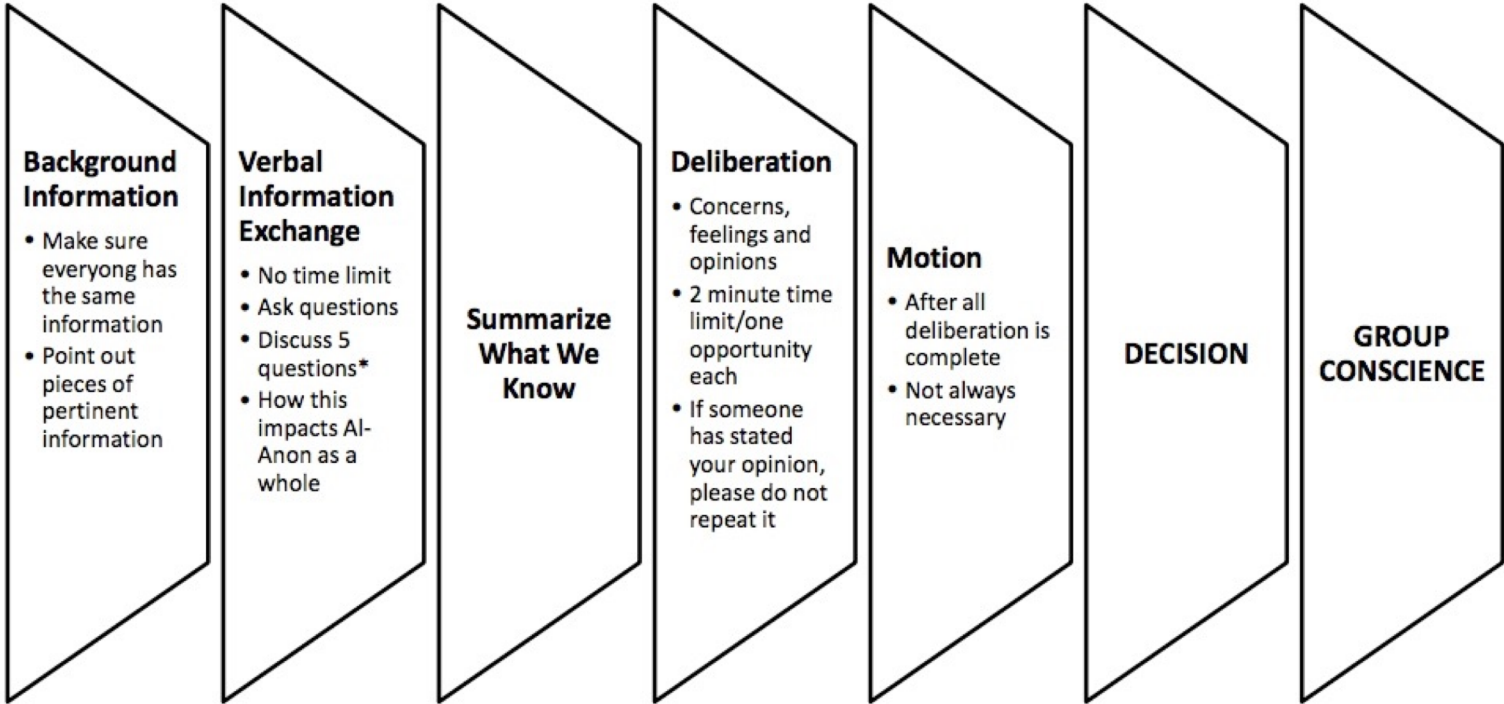 Background
Information
• Make sure
everyong has
the same
information
• Point out
pieces of
pertinent
information
Verbal
Information
Exchange
• No time limit
• Ask questions
• Discuss 5
questions*
• How this
impacts Al-
Anon as a
whole
Summarize
What We
Know
Deliberation
• Concerns,
feelings and
opinions
• 2 minute time
limit/one
opportunity
each
• If someone
has stated
your opinion,
please do not
repeat it
Motion
• After all
deliberation is
complete
• Not always
necessary
DECISION
GROUP
CONSCIENCE